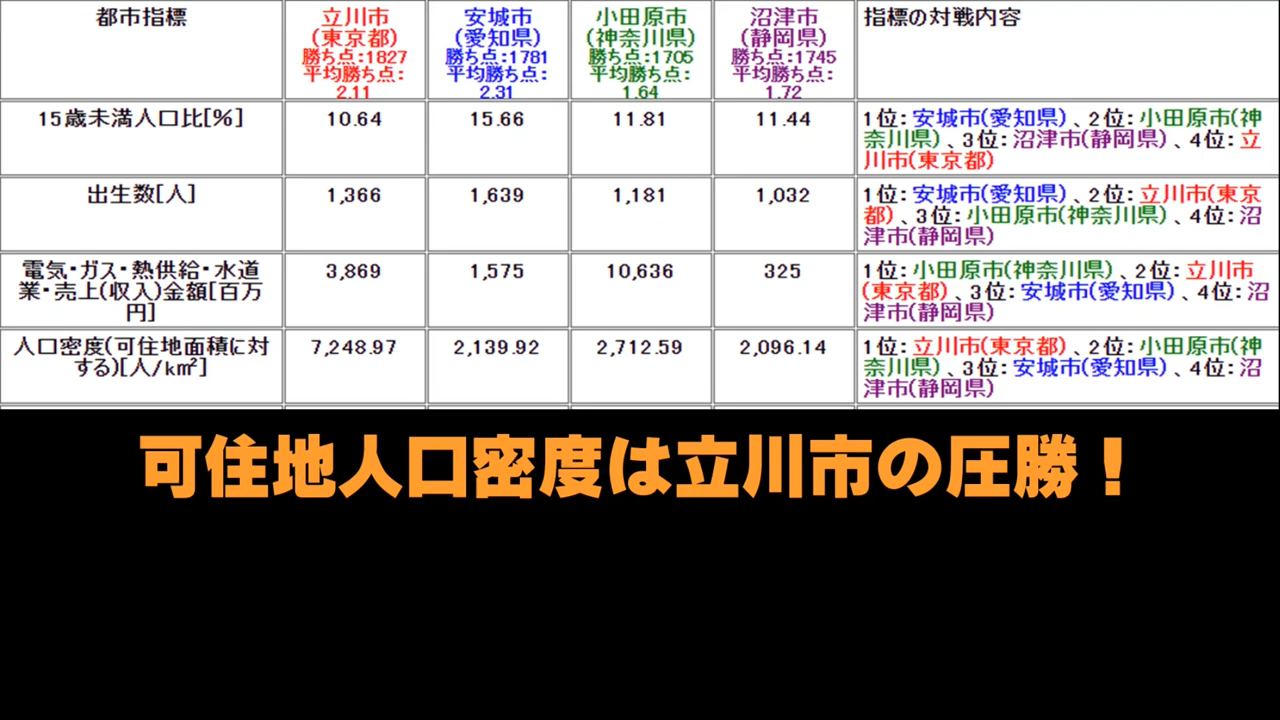 都市指標
立川市
(東京都)
勝ち点:1827
平均勝ち点:
2.11
安城市
(愛知県)
勝ち点:1781
平均勝ち点:
2.31
小田原市
(神奈川県)
勝ち点:1705
平均勝ち点:
1.64
沼津市
(静岡県)
勝ち点:1745
平均勝ち点:
1.72
指標の対戦内容
15歳未満人口比[%]
10.64
15.66
11.81
11.44
1位:安城市(愛知県)、2位:小田原市(神
奈川県)、3位:沼津市(静岡県)、4位:立
川市(東京都)
出生数[人]
1,366
1,639
1,181
1,032
1位:安城市(愛知県)、2位:立川市(東京
都)、3位:小田原市(神奈川県)、4位:沼
津市(静岡県)
電気・ガス・熱供給・水道
業・売上(収入)金額[百万
円]
3,869
1,575
10,636
325
1位:小田原市(神奈川県)、2位:立川市
(東京都)、3位:安城市(愛知県)、4位:沼
津市(静岡県)
人口密度(可住地面積に対
する)[人/k㎡]
7,248.97
2,139.92
2,712.59
2,096.14
1位:立川市(東京都)、2位:小田原市(神
奈川県)、3位:安城市(愛知県)、4位:沼
津市(静岡県)
可住地人口密度は立川市の圧勝！